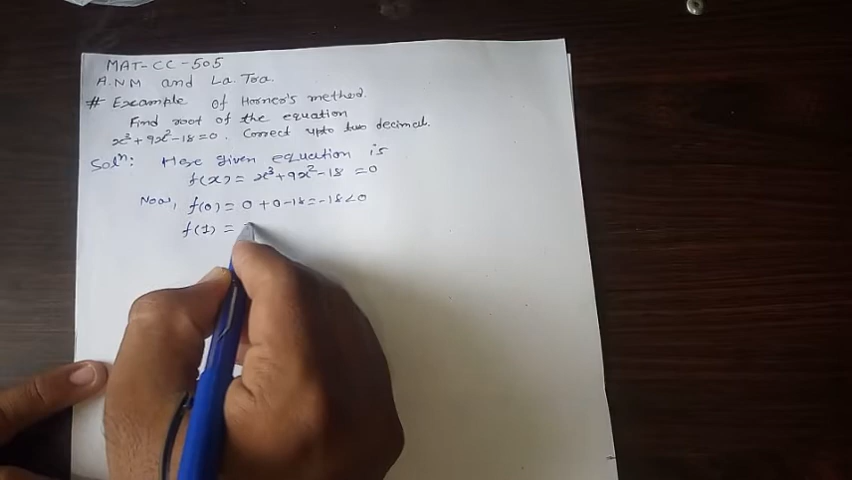 MAT-CC-505
A.NM and La. Tra.
# Example of Horner's method.
Find root of the equation
x³+9x²-18=0. Correct upto two decimal.
Solⁿ: Here given equation is
f(x) = x³+9x²-18 =0
Now, f(0) = 0 + 0-18=-18<0
f(1) =